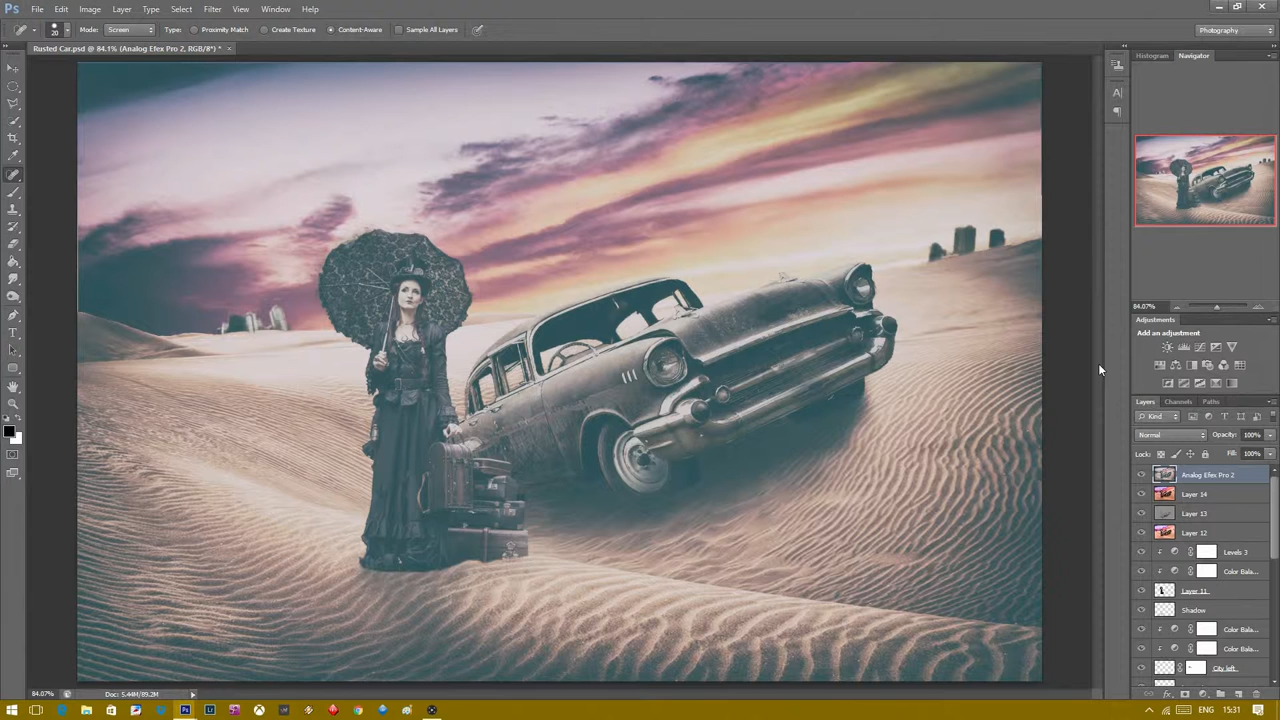 Ps File Edit Image Layer Type Select Filter View Window Help
20 Mode: Screen Type: Proximity Match Create Texture Content-Aware Sample All Layers Photography
Rusted Car.psd @ 84.1% (Analog Efex Pro 2, RGB/8*) *
Histogram Navigator
84.07%
Adjustments
Add an adjustment
Layers Channels Paths
Kind
Normal Opacity: 100%
Lock: Fill: 100%
Analog Efex Pro 2
Layer 14
Layer 13
Layer 12
Levels 3
Color Bala...
Layer 11
Shadow
Color Bala...
Color Bala...
City left
84.07% Doc: 5.44M/89.2M
ENG 15:31